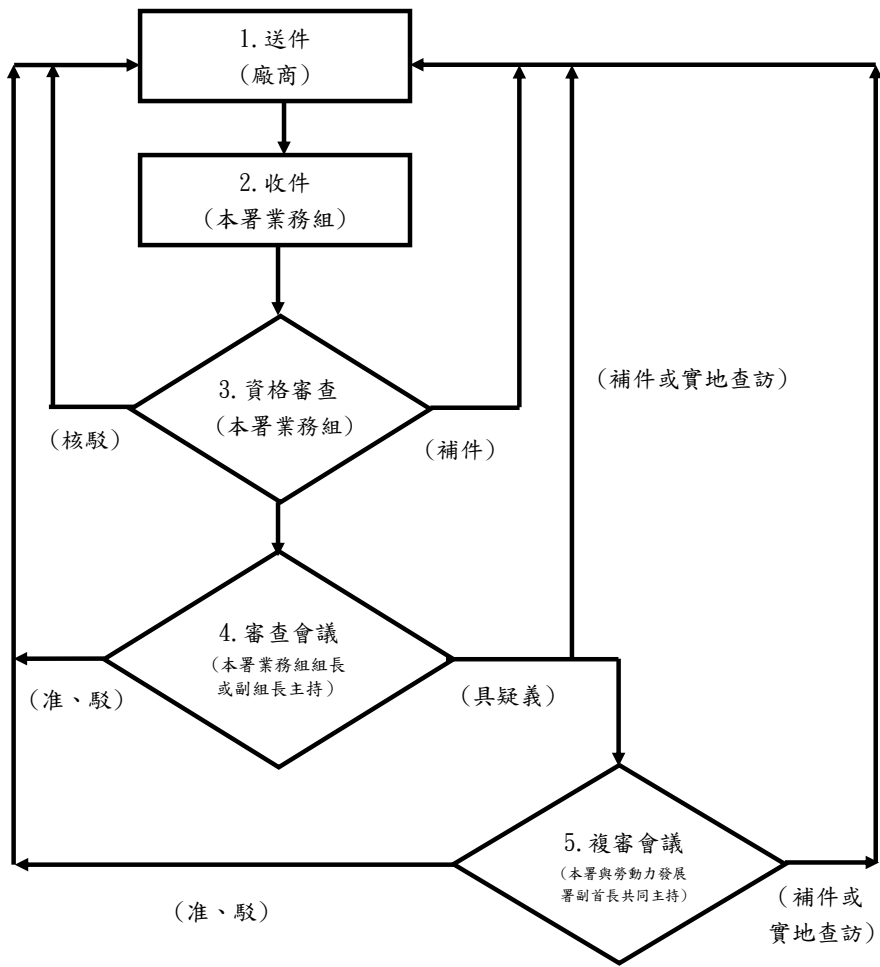 1.送件
(廠商)
2.收件
(本署業務組)
3.資格審查
(本署業務組)
(核駁)
(補件)
(補件或實地查訪)
4.審查會議
(本署業務組組長
或副組長主持)
(准、駁)
(具疑義)
5.複審會議
(本署與勞動力發展
署副首長共同主持)
(准、駁)
(補件或
實地查訪)